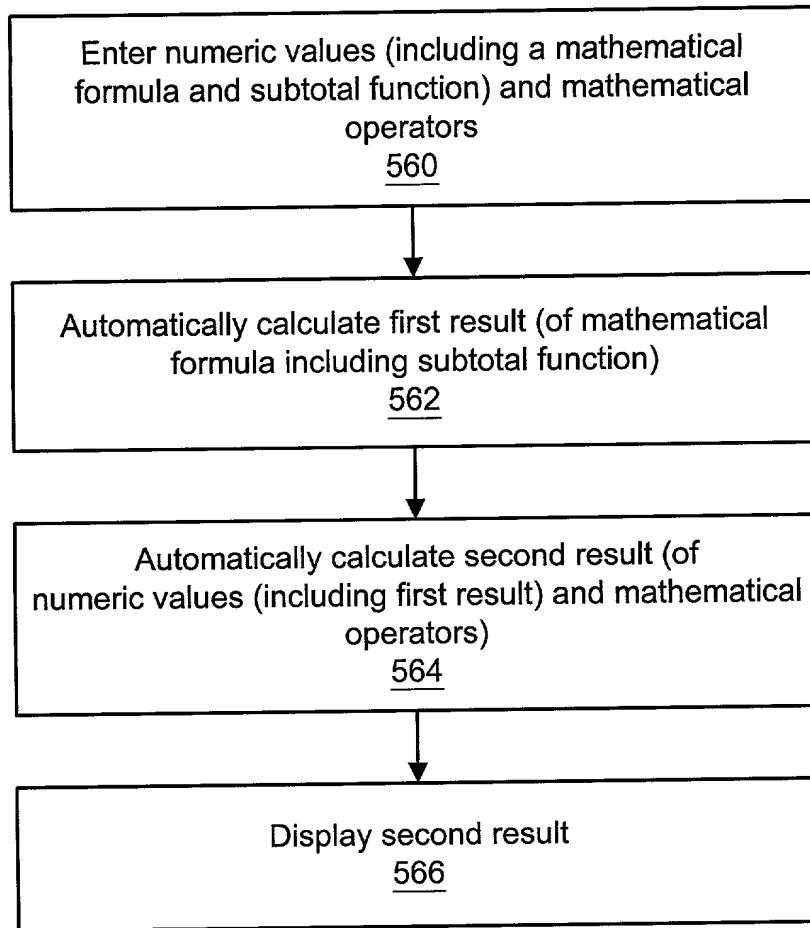 Enter numeric values (including a mathematical
formula and subtotal function) and mathematical
operators
560
Automatically calculate first result (of mathematical
formula including subtotal function)
562
Automatically calculate second result (of
numeric values (including first result) and mathematical
operators)
564
Display second result
566